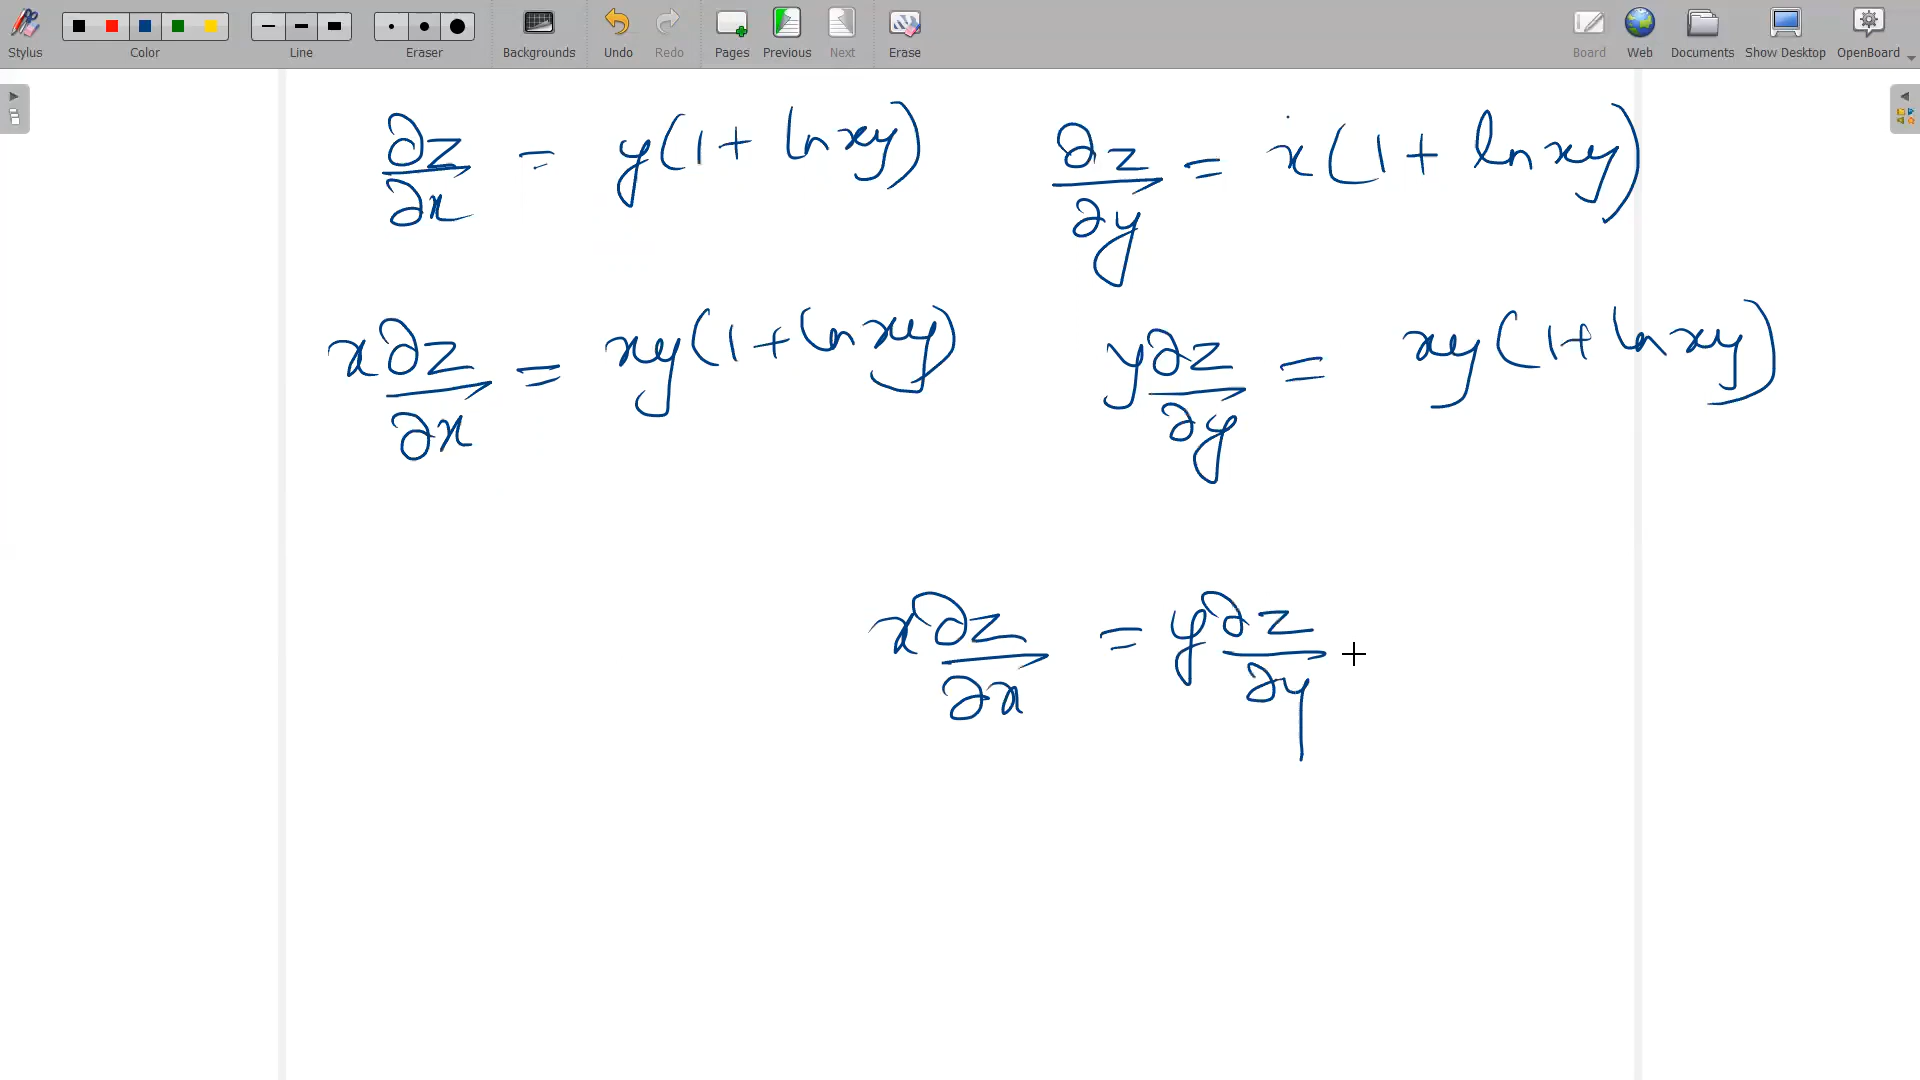 Stylus Color Line Eraser Backgrounds Undo Redo Pages Previous Next Erase Board Web Documents Show Desktop OpenBoard
∂z/∂x = y(1 + ln xy) ∂z/∂y = x(1 + ln xy)
x ∂z/∂x = xy(1 + ln xy) y ∂z/∂y = xy(1 + ln xy)
x ∂z/∂x = y ∂z/∂y